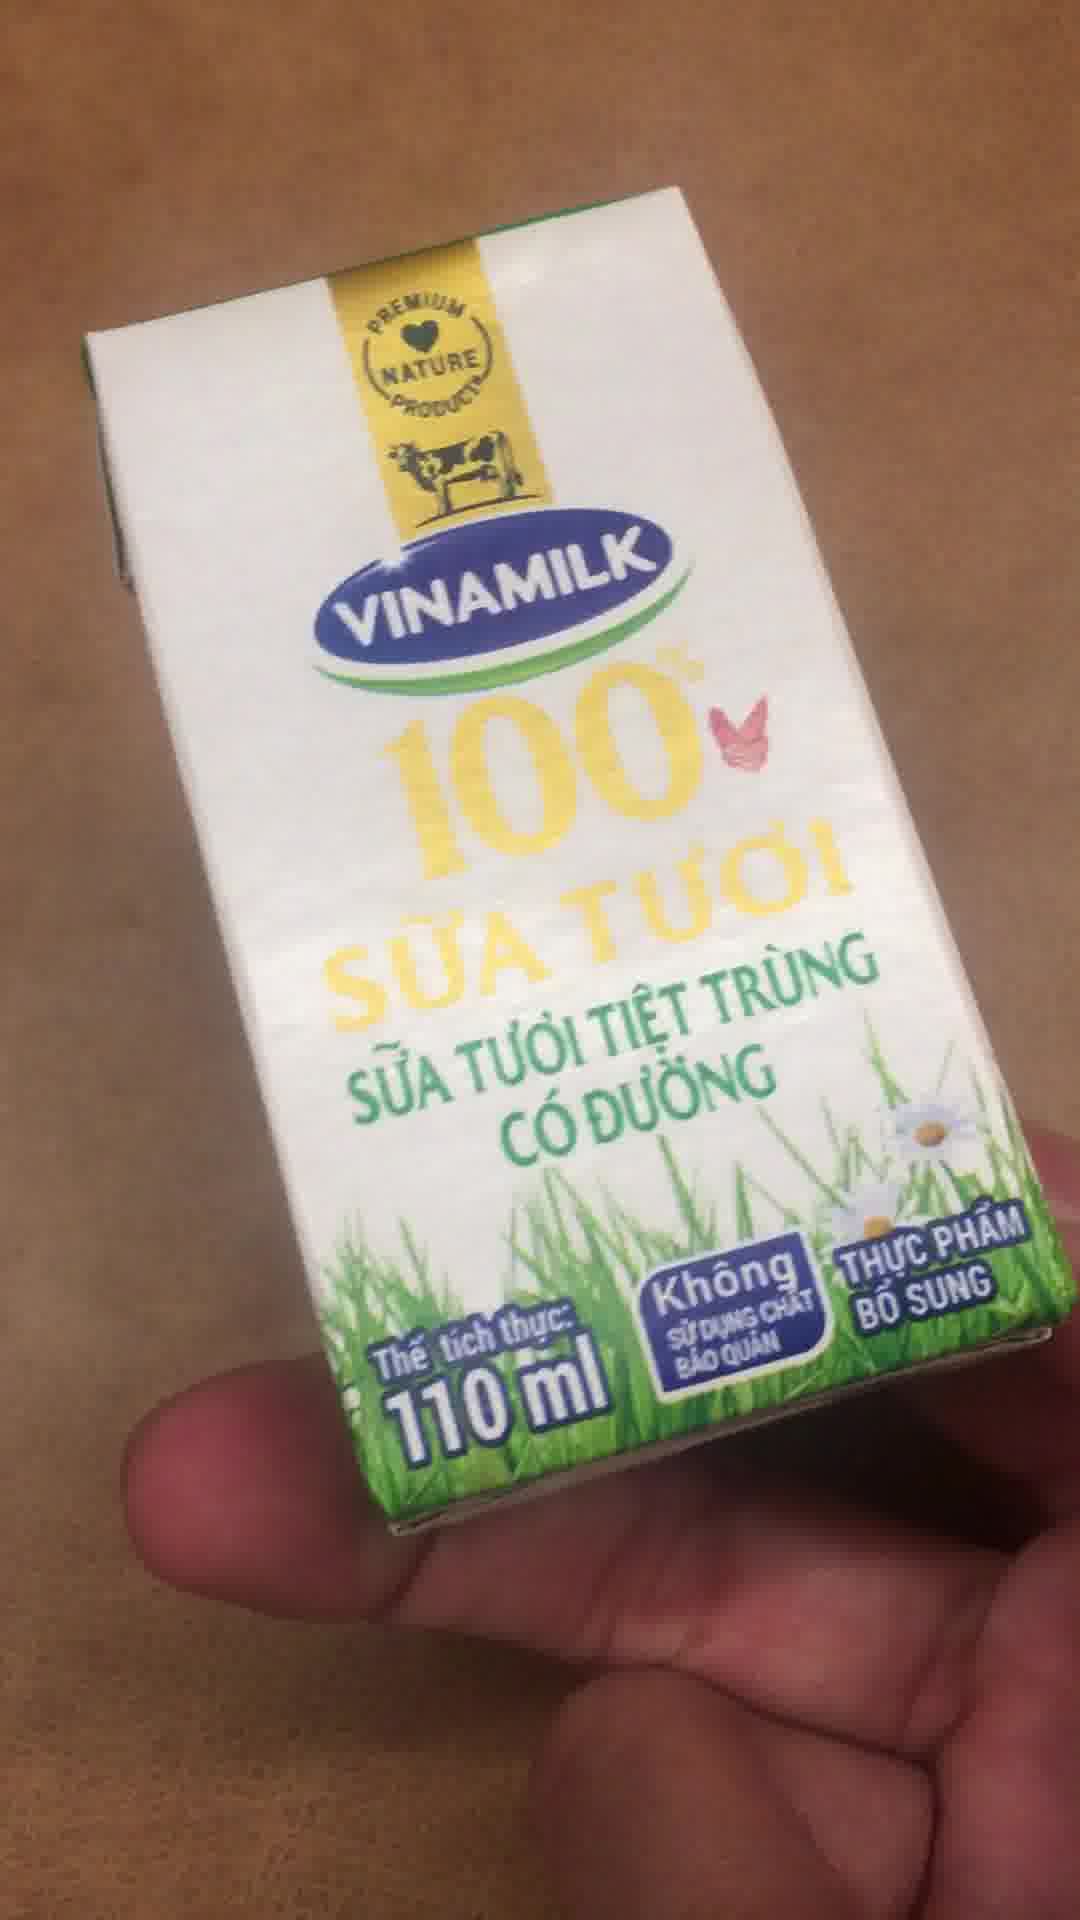 PREMIUM
NATURE
PRODUCT
VINAMILK
100%
SỮA TƯƠI
SỮA TƯƠI TIỆT TRÙNG
CÓ ĐƯỜNG
Thể tích thực:
110 ml
Không
SỬ DỤNG CHẤT
BẢO QUẢN
THỰC PHẨM
BỔ SUNG